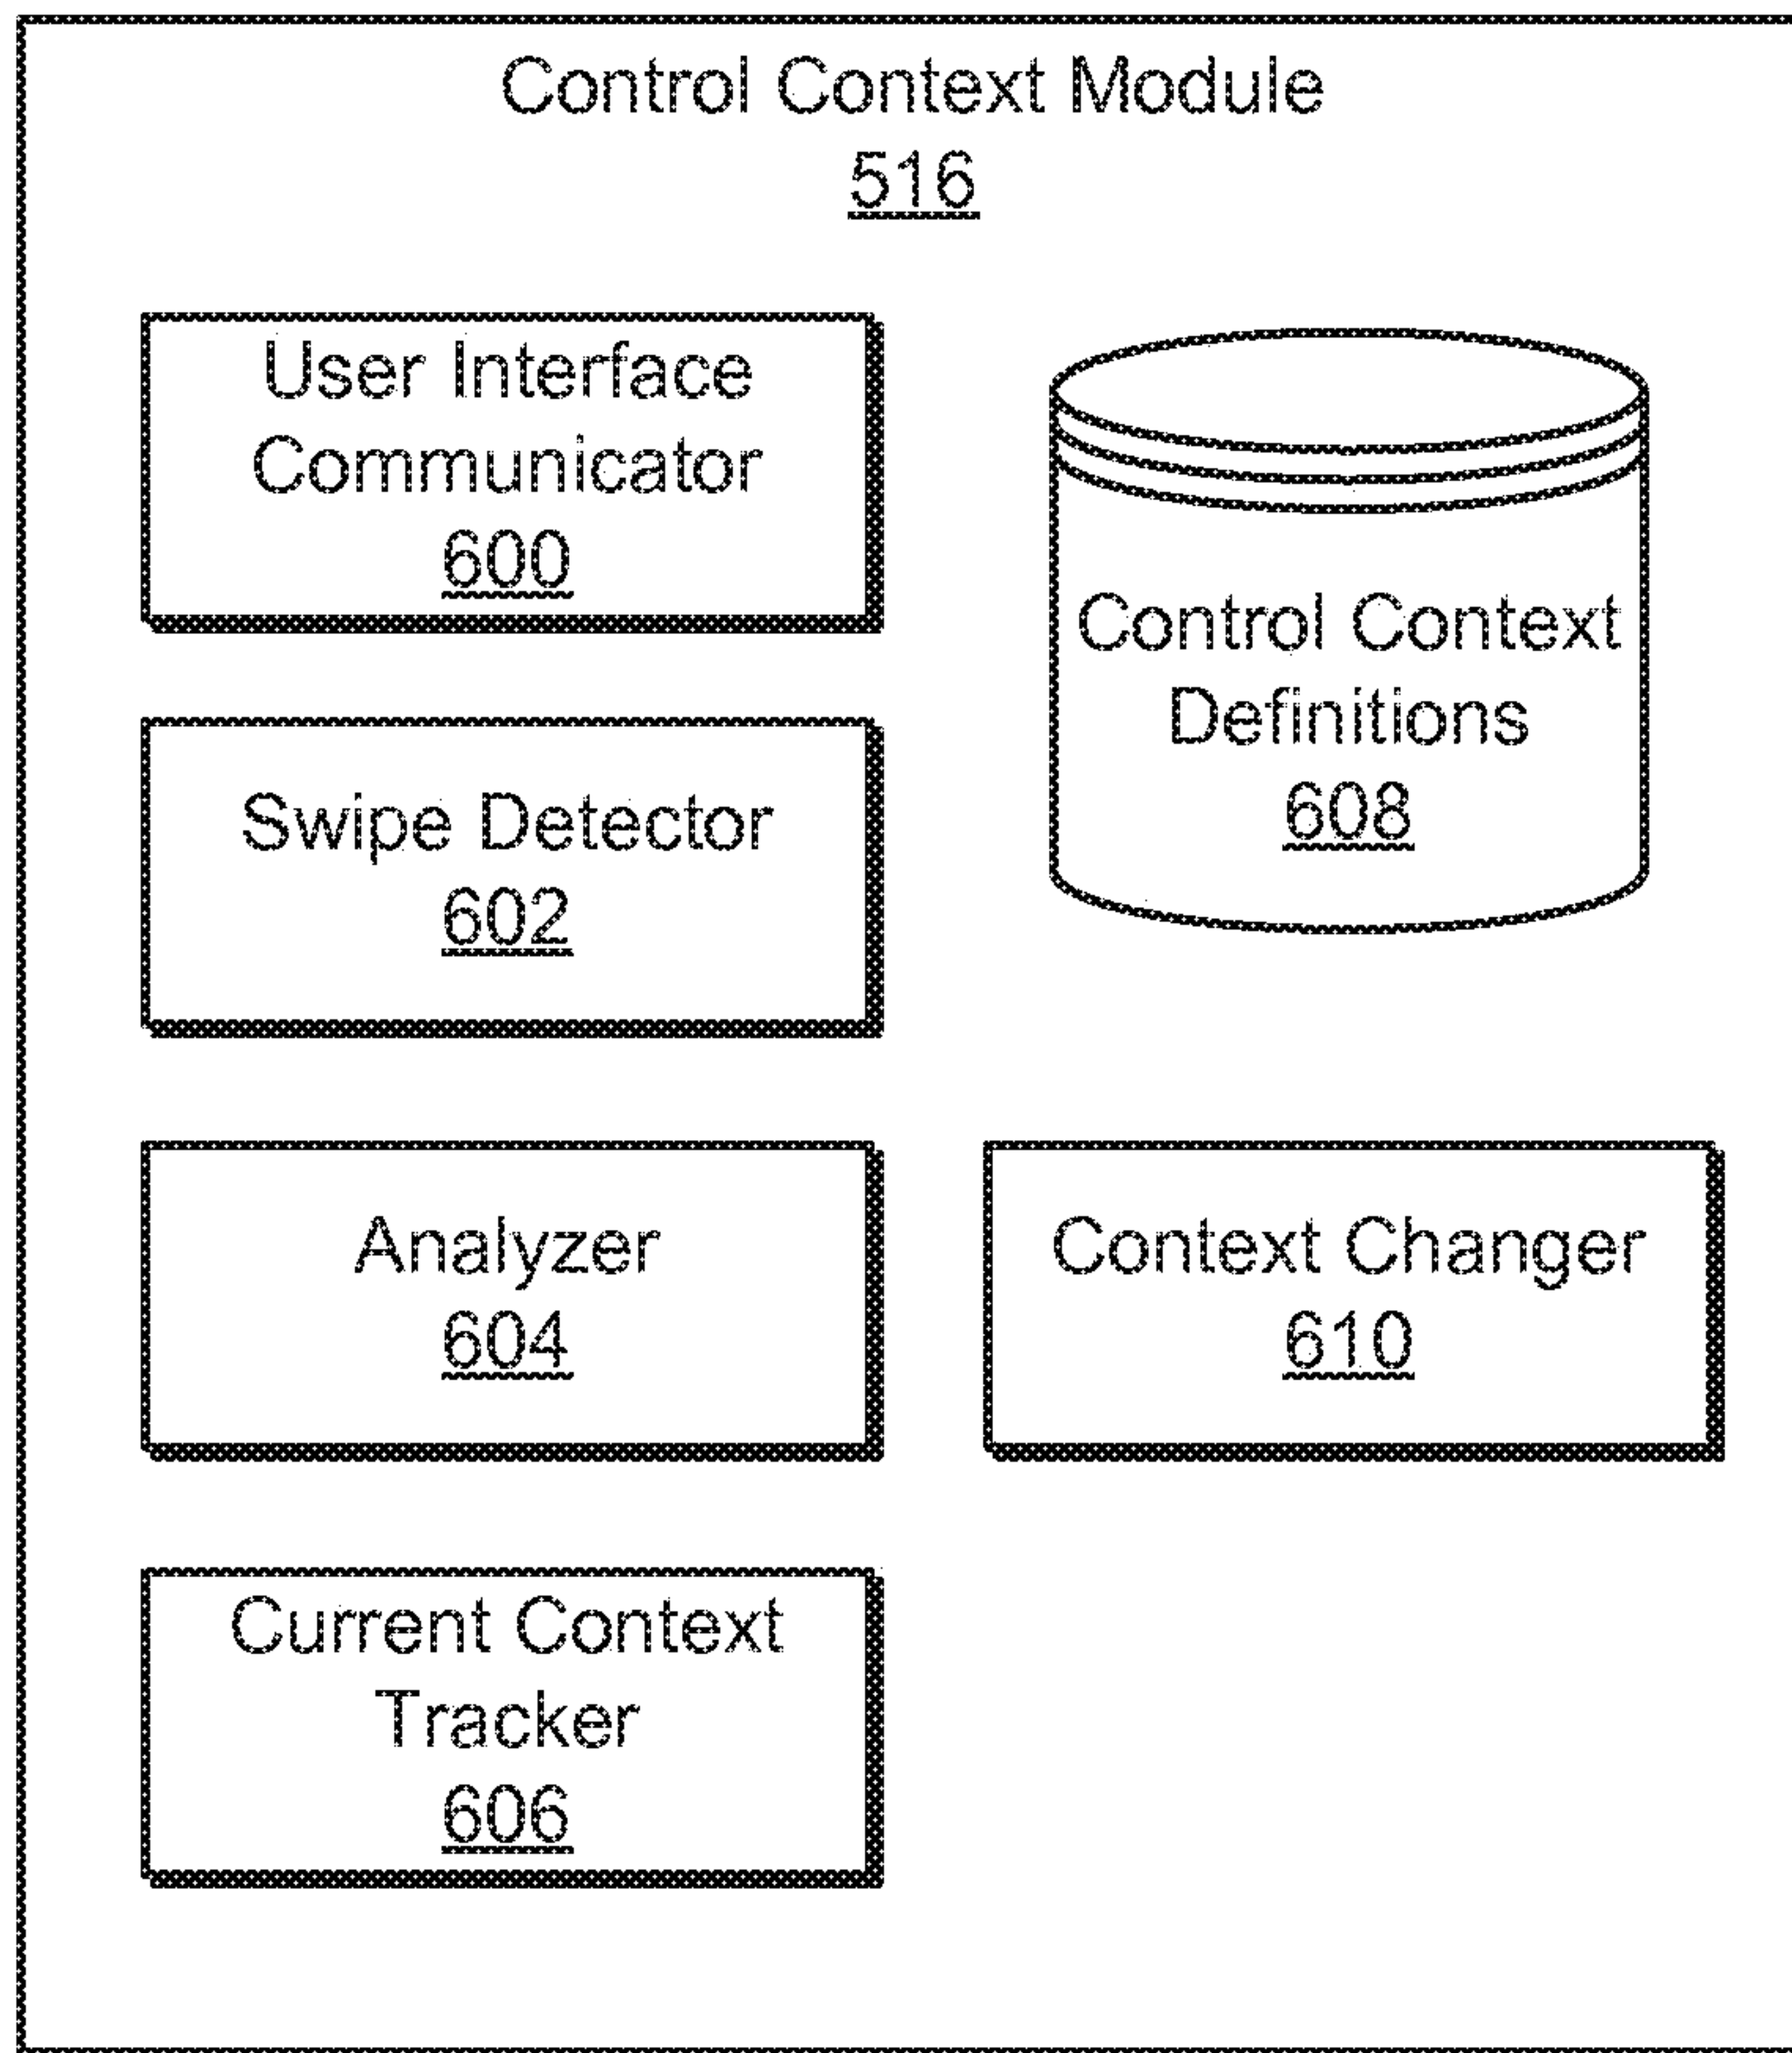 Control Context Module
516
User Interface
Communicator
600
Control Context
Definitions
608
Swipe Detector
602
Analyzer
604
Context Changer
610
Current Context
Tracker
606